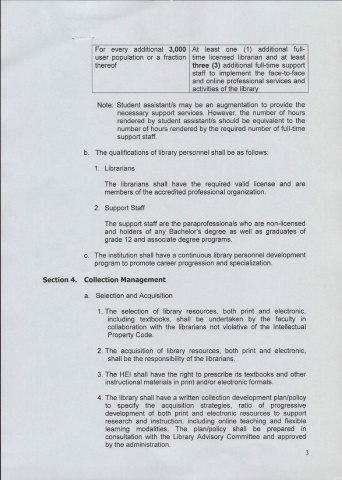 For every additional 3,000 At least one (1) additional full-
user population or a fraction time licensed librarian and at least
thereof three (3) additional full-time support
staff to implement the face-to-face
and online professional services and
activities of the library
Note: Student assistant/s may be an augmentation to provide the
necessary support services. However, the number of hours
rendered by student assistant/s should be equivalent to the
number of hours rendered by the required number of full-time
support staff.
b. The qualifications of library personnel shall be as follows:
1. Librarians
The librarians shall have the required valid license and are
members of the accredited professional organization.
2. Support Staff
The support staff are the paraprofessionals who are non-licensed
and holders of any Bachelor's degree as well as graduates of
grade 12 and associate degree programs.
c. The institution shall have a continuous library personnel development
program to promote career progression and specialization.
Section 4. Collection Management
a. Selection and Acquisition
1. The selection of library resources, both print and electronic,
including textbooks, shall be undertaken by the faculty in
collaboration with the librarians not violative of the Intellectual
Property Code.
2. The acquisition of library resources, both print and electronic,
shall be the responsibility of the librarians.
3. The HEI shall have the right to prescribe its textbooks and other
instructional materials in print and/or electronic formats.
4. The library shall have a written collection development plan/policy
to specify the acquisition strategies, ratio of progressive
development of both print and electronic resources to support
research and instruction, including online teaching and flexible
learning modalities. The plan/policy shall be prepared in
consultation with the Library Advisory Committee and approved
by the administration.
3